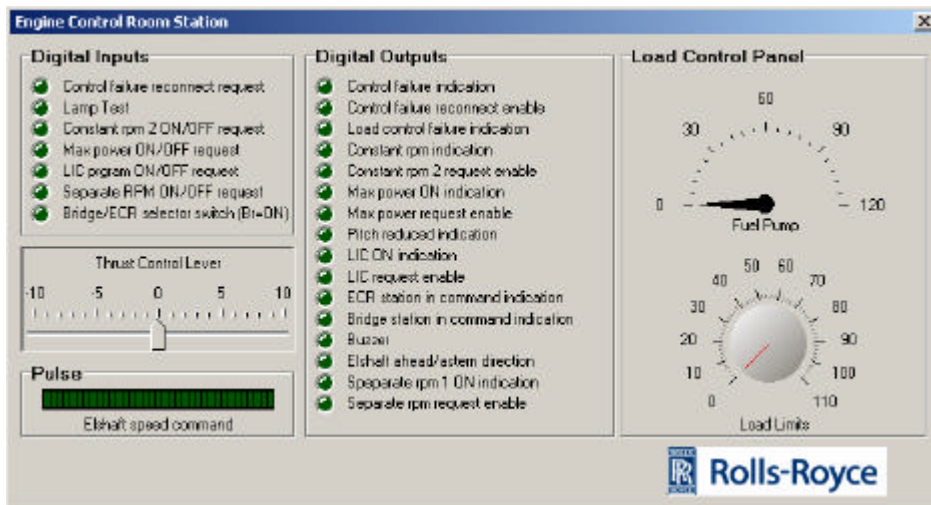 Engine Control Room Station
Digital Inputs
Control failure reconnect request
Lamp Test
Constant rpm 2 ON/OFF request
Max power ON/OFF request
LIC prgram ON/OFF request
Separate RPM ON/OFF request
Bridge/ECR selector switch (Br=ON)
Thrust Control Lever
-10 -5 0 5 10
Pulse
Elshaft speed command
Digital Outputs
Control failure indication
Control failure reconnect enable
Load control failure indication
Constant rpm indication
Constant rpm 2 request enable
Max power ON indication
Max power request enable
Pitch reduced indication
LIC ON indication
LIC request enable
ECR station in command indication
Bridge station in command indication
Buzzer
Elshaft ahead/astern direction
Speparate rpm 1 ON indication
Separate rpm request enable
Load Control Panel
0 30 60 90 120
Fuel Pump
0 10 20 30 40 50 60 70 80 90 100 110
Load Limits
RR
Rolls-Royce